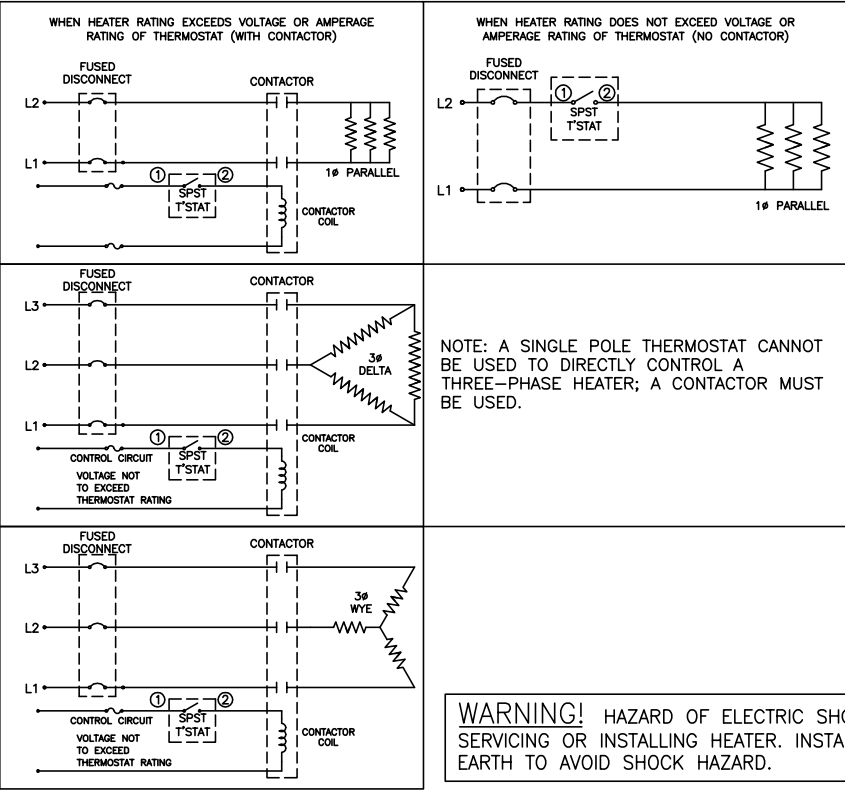 WHEN HEATER RATING EXCEEDS VOLTAGE OR AMPERAGE
RATING OF THERMOSTAT (WITH CONTACTOR)
FUSED
DISCONNECT
CONTACTOR
L2
L1
1ø PARALLEL
① ②
SPST
T'STAT
CONTACTOR
COIL
WHEN HEATER RATING DOES NOT EXCEED VOLTAGE OR
AMPERAGE RATING OF THERMOSTAT (NO CONTACTOR)
FUSED
DISCONNECT
L2
① ②
SPST
T'STAT
L1
1ø PARALLEL
FUSED
DISCONNECT
CONTACTOR
L3
L2
3ø
DELTA
L1
① ②
CONTROL CIRCUIT
SPST
T'STAT
CONTACTOR
COIL
VOLTAGE NOT
TO EXCEED
THERMOSTAT RATING
NOTE: A SINGLE POLE THERMOSTAT CANNOT
BE USED TO DIRECTLY CONTROL A
THREE-PHASE HEATER; A CONTACTOR MUST
BE USED.
FUSED
DISCONNECT
CONTACTOR
L3
3ø
WYE
L2
L1
① ②
CONTROL CIRCUIT
SPST
T'STAT
CONTACTOR
COIL
VOLTAGE NOT
TO EXCEED
THERMOSTAT RATING
WARNING! HAZARD OF ELECTRIC
SERVICING OR INSTALLING HEATER.
EARTH TO AVOID SHOCK HAZARD.